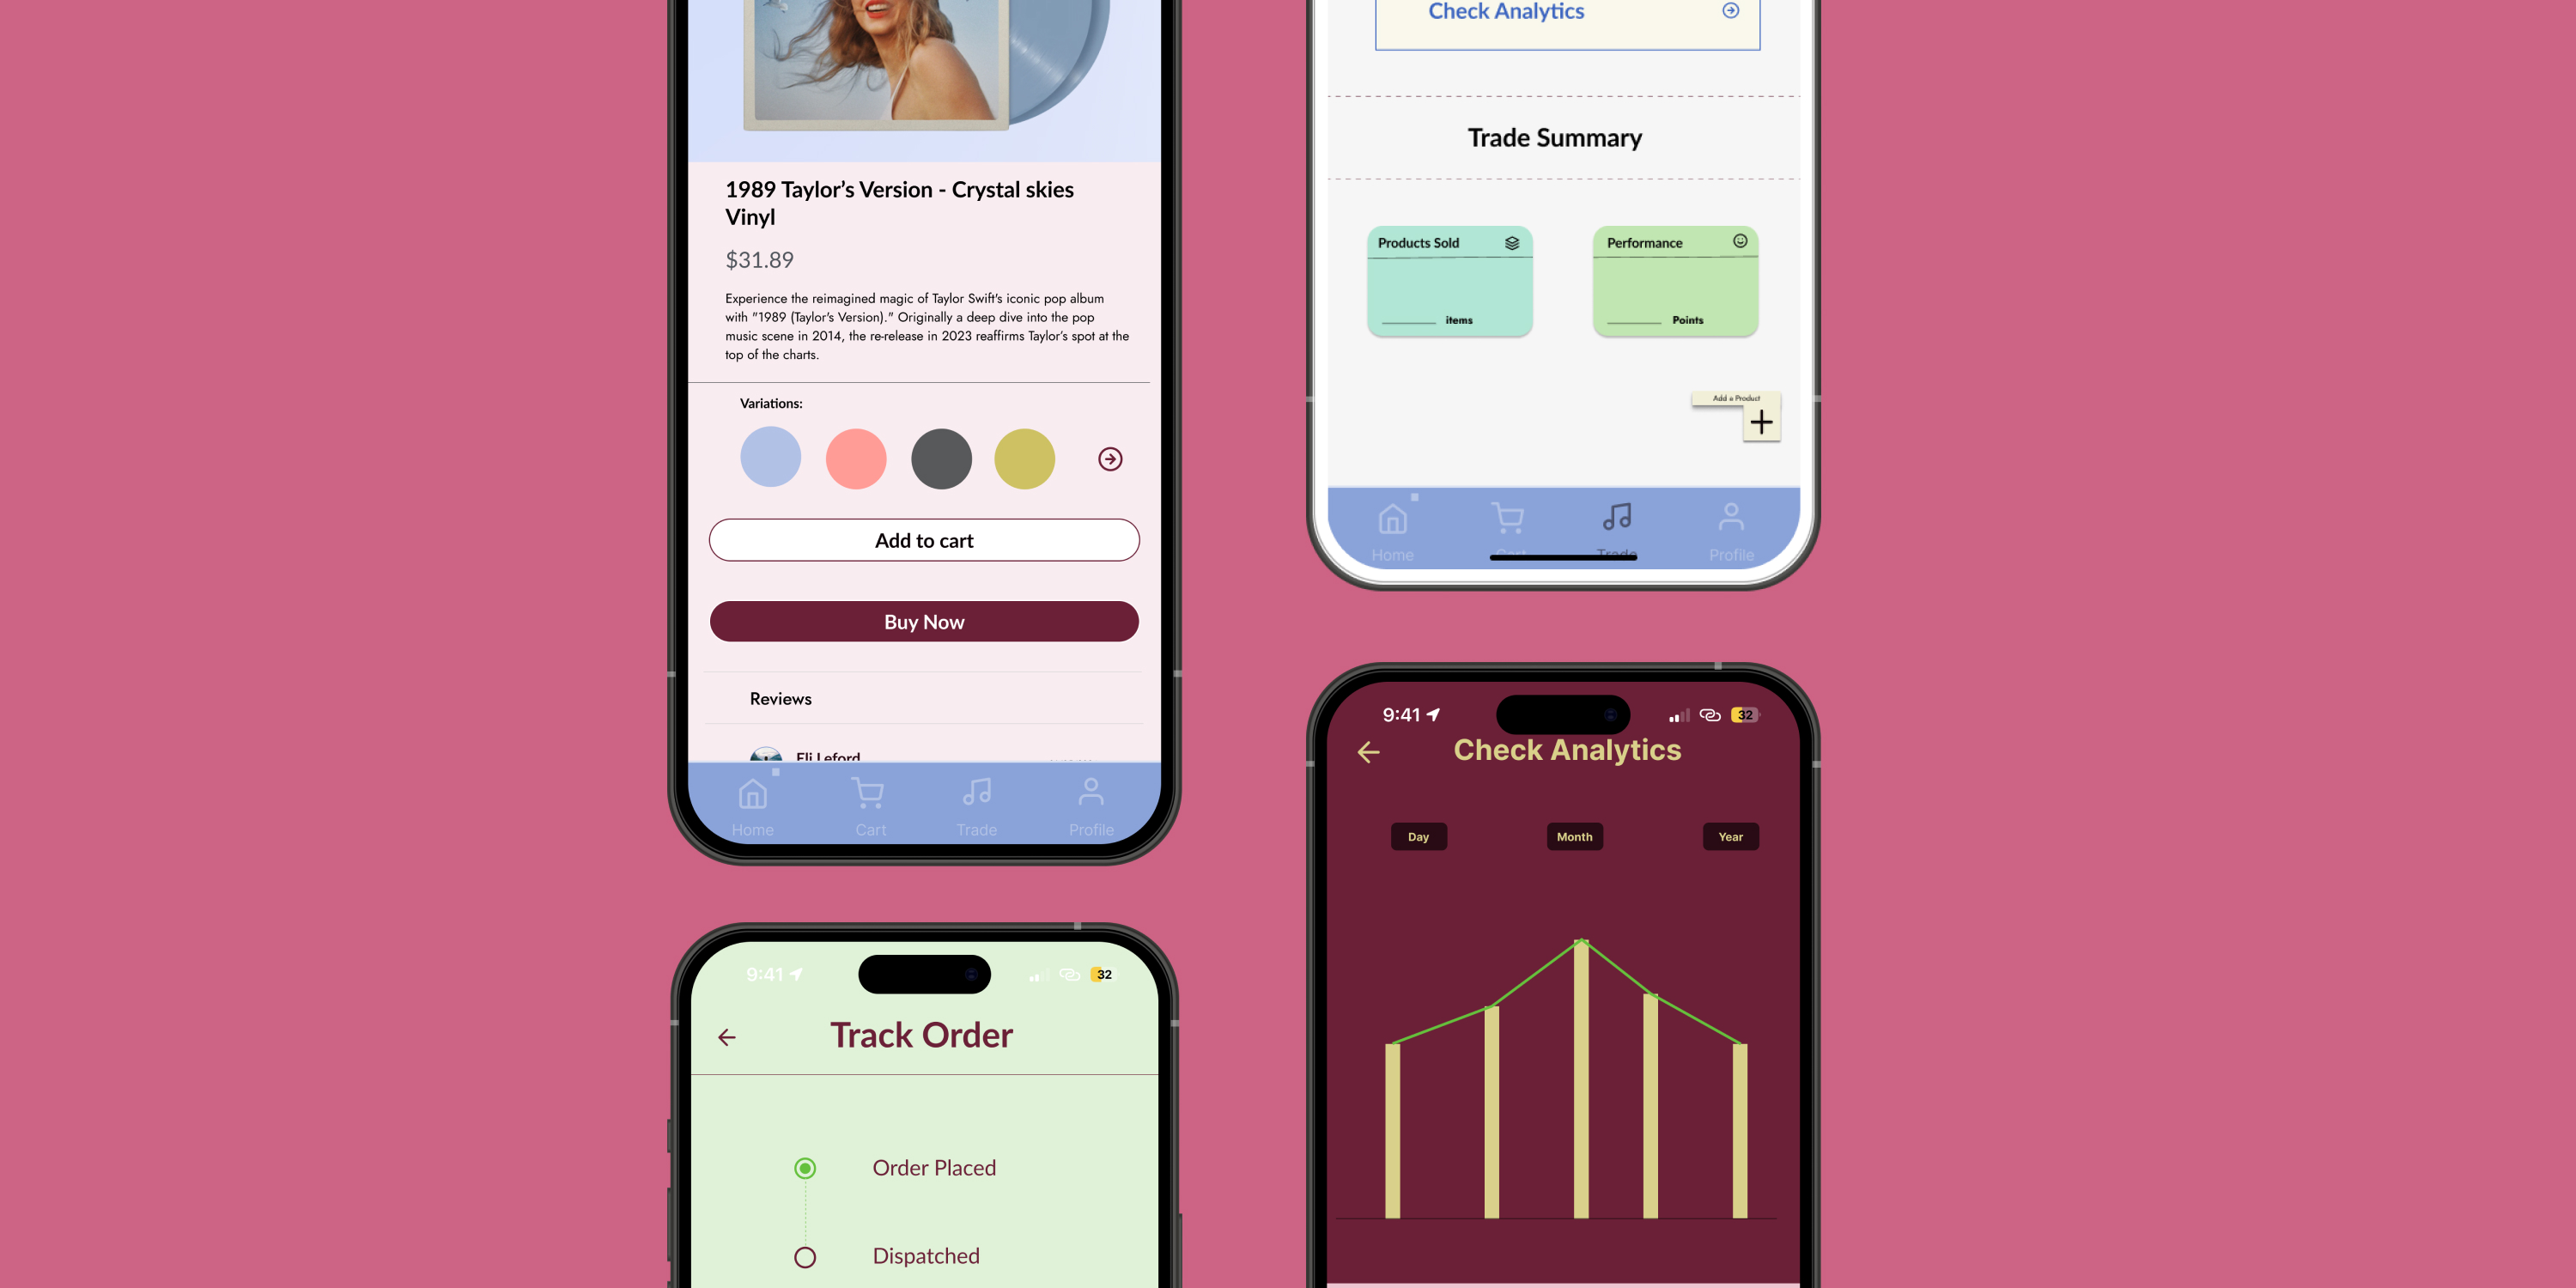 1989 Taylor’s Version - Crystal skies
Vinyl
$31.89
Experience the reimagined magic of Taylor Swift's iconic pop album
with "1989 (Taylor's Version)." Originally a deep dive into the pop
music scene in 2014, the re-release in 2023 reaffirms Taylor’s spot at the
top of the charts.
Variations:
Add to cart
Buy Now
Reviews
Eli Leford
Home Cart Trade Profile
9:41 32
Track Order
Order Placed
Dispatched
Check Analytics
Trade Summary
Products Sold Performance
items Points
Add a Product
Home Cart Trade Profile
9:41 32
Check Analytics
Day Month Year